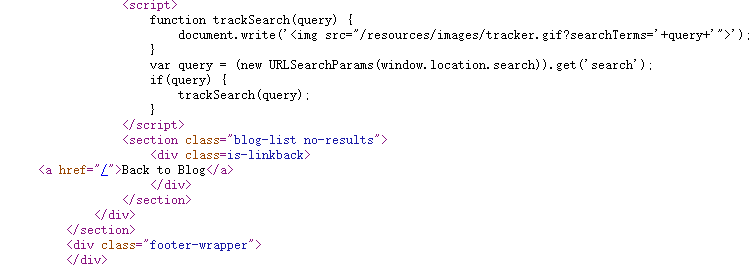 <script>
function trackSearch(query) {
document.write('<img src="/resources/images/tracker.gif?searchTerms='+query+'">');
}
var query = (new URLSearchParams(window.location.search)).get('search');
if(query) {
trackSearch(query);
}
</script>
<section class="blog-list no-results">
<div class=is-linkback>
<a href="/">Back to Blog</a>
</div>
</section>
</div>
</section>
<div class="footer-wrapper">
</div>